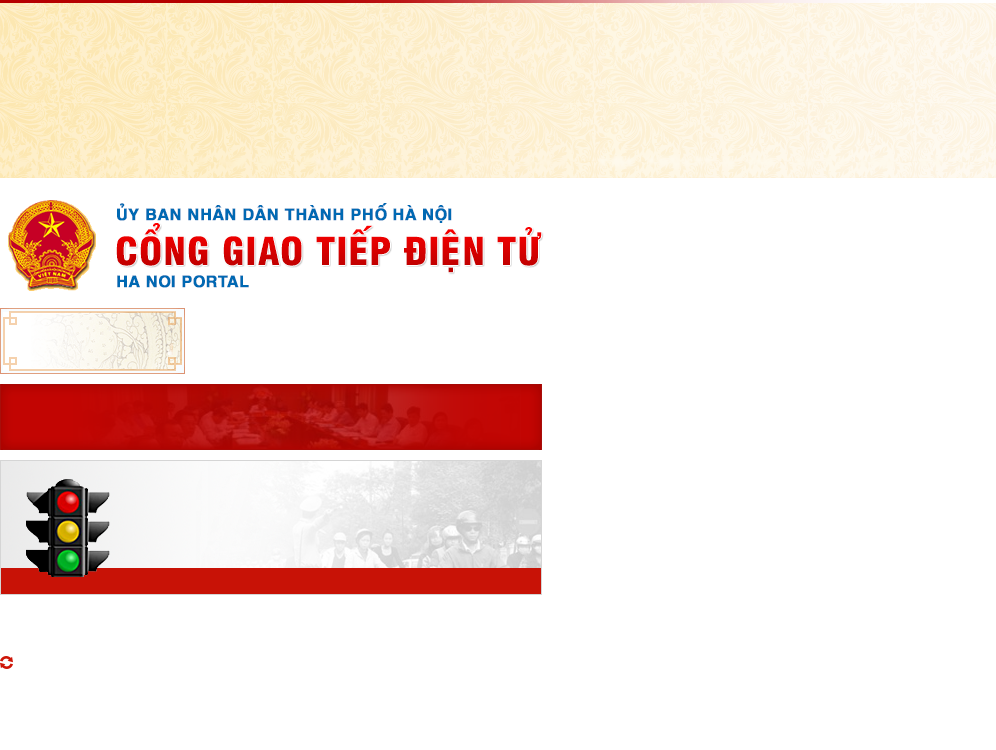 ỦY BAN NHÂN DÂN THÀNH PHỐ HÀ NỘI
CỔNG GIAO TIẾP ĐIỆN TỬ
HA NOI PORTAL
VIỆT NAM